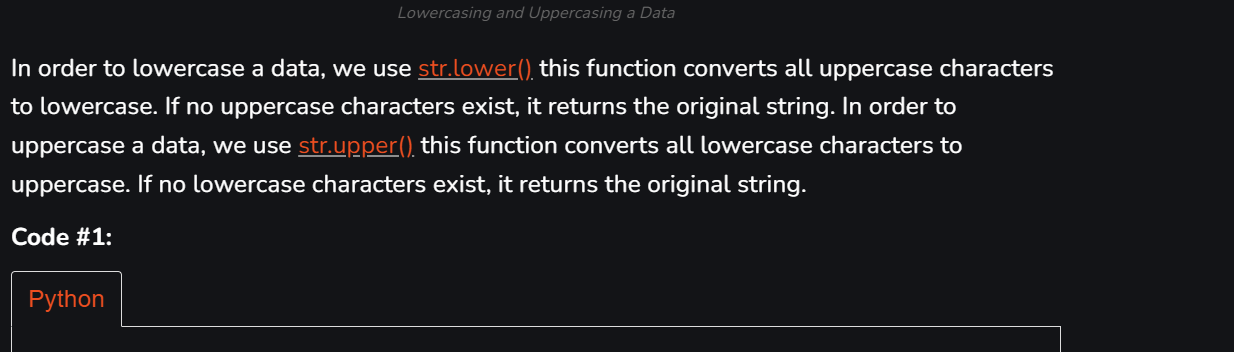 Lowercasing and Uppercasing a Data
In order to lowercase a data, we use str.lower() this function converts all uppercase characters
to lowercase. If no uppercase characters exist, it returns the original string. In order to
uppercase a data, we use str.upper() this function converts all lowercase characters to
uppercase. If no lowercase characters exist, it returns the original string.
Code #1:
Python